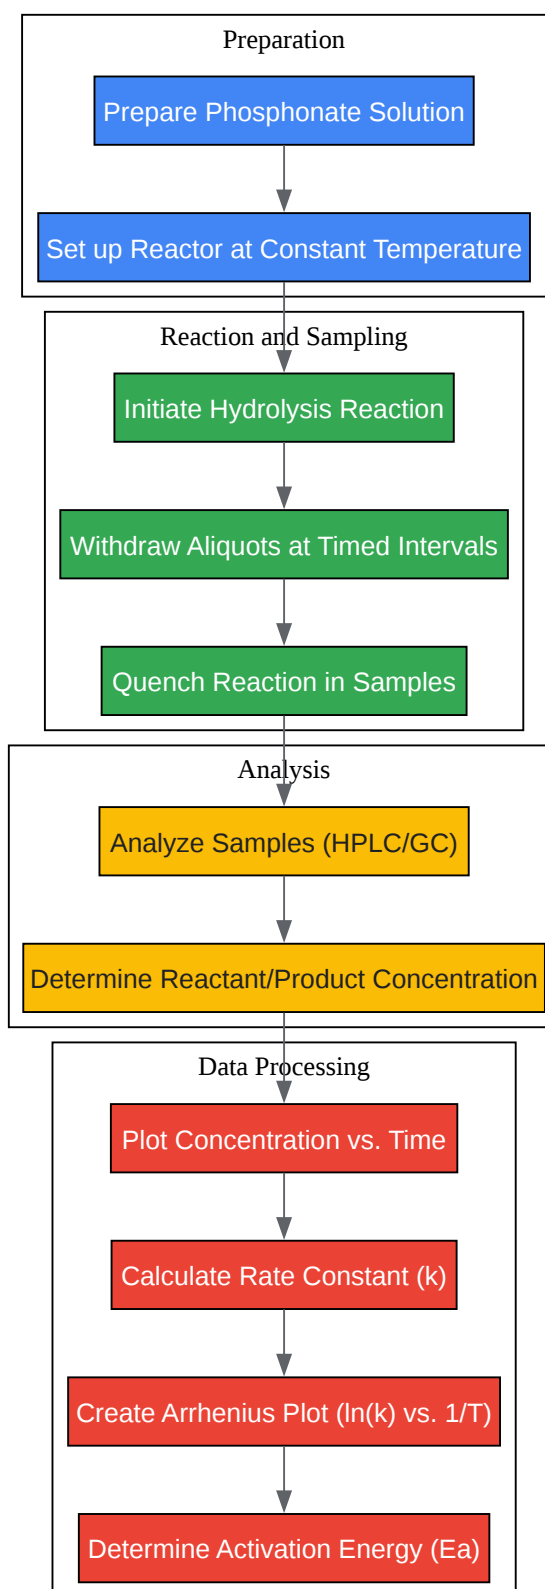 Preparation
Prepare Phosphonate Solution
Set up Reactor at Constant Temperature
Reaction and Sampling
Initiate Hydrolysis Reaction
Withdraw Aliquots at Timed Intervals
Quench Reaction in Samples
Analysis
Analyze Samples (HPLC/GC)
Determine Reactant/Product Concentration
Data Processing
Plot Concentration vs. Time
Calculate Rate Constant (k)
Create Arrhenius Plot (ln(k) vs. 1/T)
Determine Activation Energy (Ea)